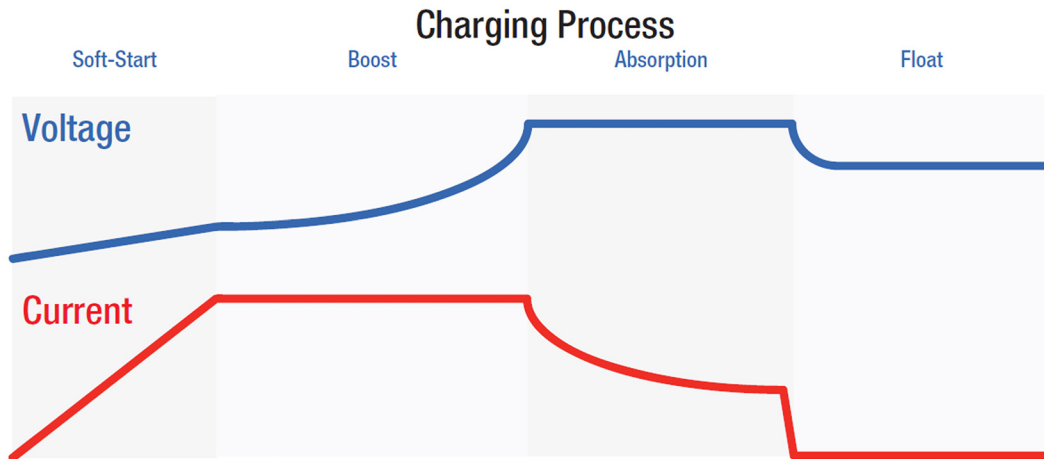 Charging Process
Soft-Start Boost Absorption Float
Voltage
Current